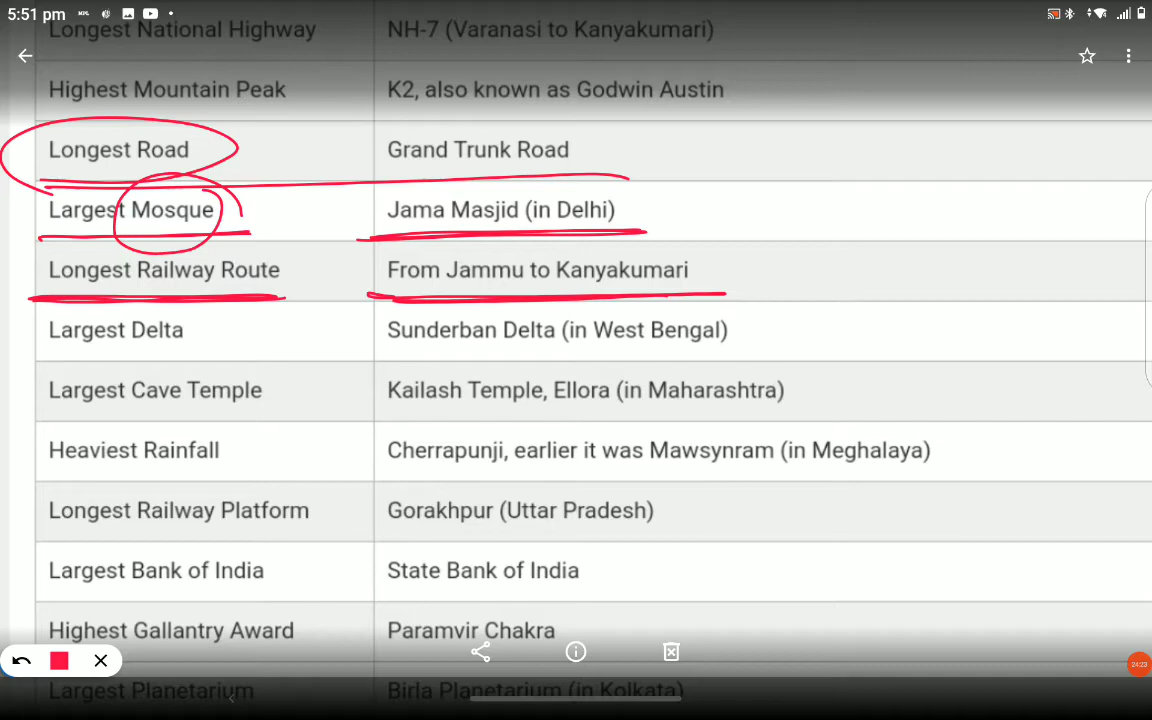 5:51 pm
Longest National Highway NH-7 (Varanasi to Kanyakumari)
Highest Mountain Peak K2, also known as Godwin Austin
Longest Road Grand Trunk Road
Largest Mosque Jama Masjid (in Delhi)
Longest Railway Route From Jammu to Kanyakumari
Largest Delta Sunderban Delta (in West Bengal)
Largest Cave Temple Kailash Temple, Ellora (in Maharashtra)
Heaviest Rainfall Cherrapunji, earlier it was Mawsynram (in Meghalaya)
Longest Railway Platform Gorakhpur (Uttar Pradesh)
Largest Bank of India State Bank of India
Highest Gallantry Award Paramvir Chakra
24:23
Largest Planetarium Birla Planetarium (in Kolkata)